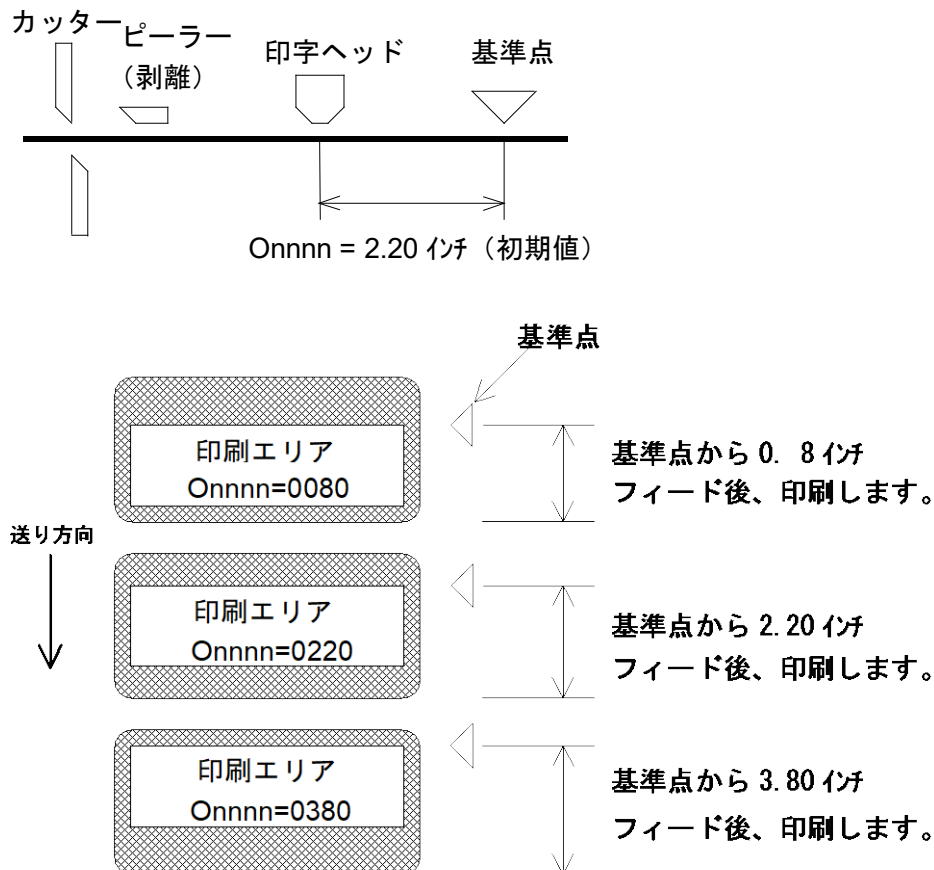 カッター
ピーラー
（剥離）
印字ヘッド
基準点
Onnnn = 2.20 ｲﾝﾁ（初期値）
基準点
印刷エリア
Onnnn=0080
基準点から 0. 8 ｲﾝﾁ
フィード後、印刷します。
送り方向
印刷エリア
Onnnn=0220
基準点から 2.20 ｲﾝﾁ
フィード後、印刷します。
印刷エリア
Onnnn=0380
基準点から 3.80 ｲﾝﾁ
フィード後、印刷します。